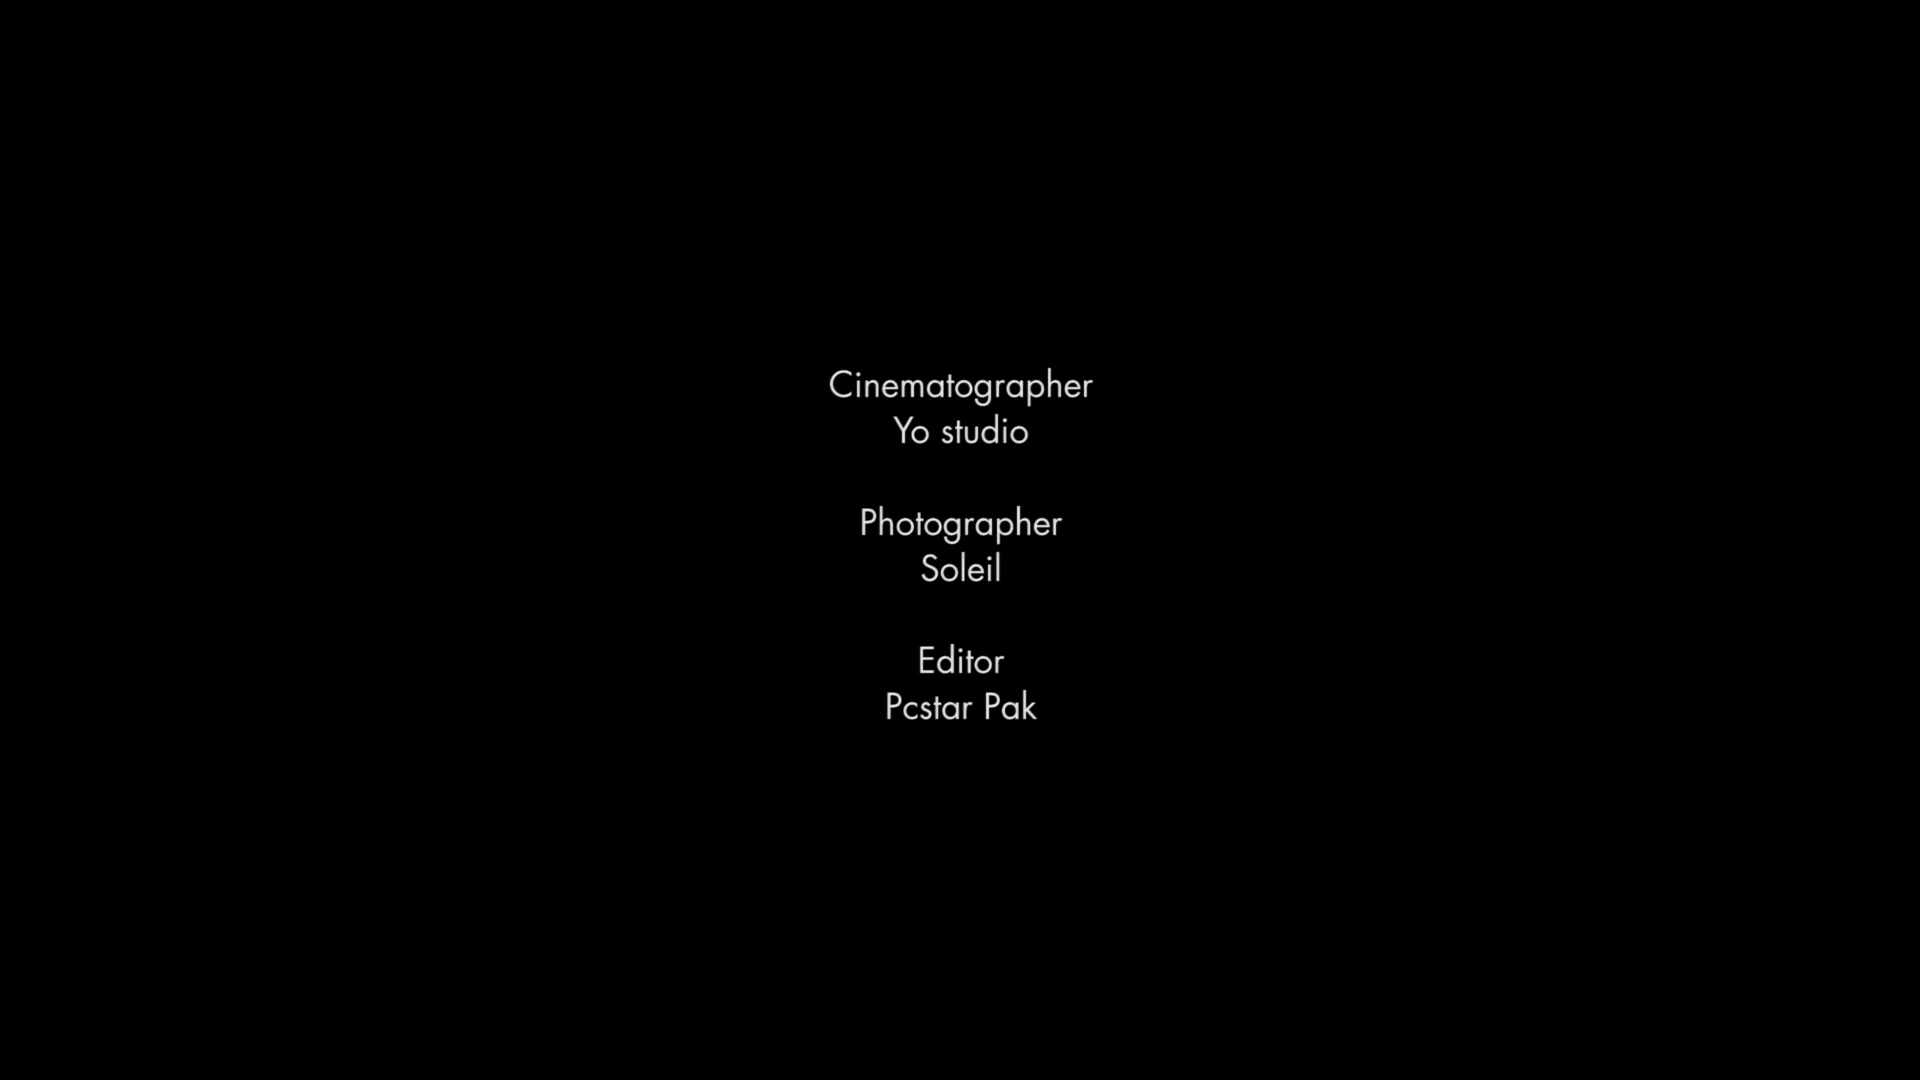 Cinematographer
Yo studio
Photographer
Soleil
Editor
Pcstar Pak